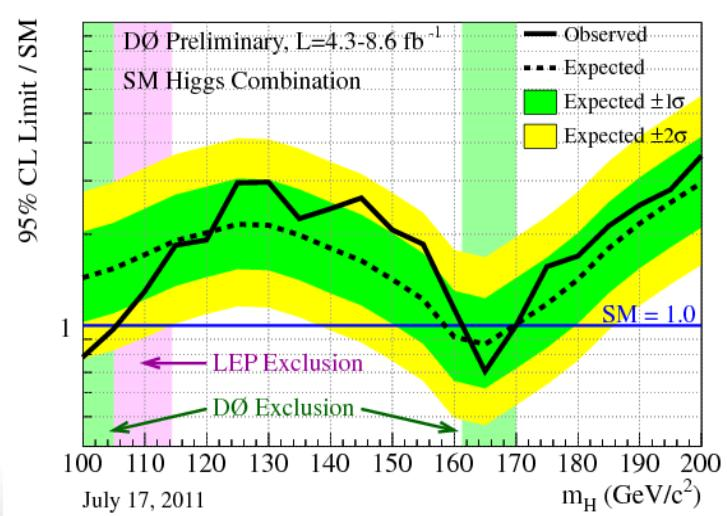 95% CL Limit / SM
DØ Preliminary, L=4.3-8.6 fb⁻¹
SM Higgs Combination
Observed
Expected
Expected ±1σ
Expected ±2σ
1
SM = 1.0
LEP Exclusion
DØ Exclusion
100 110 120 130 140 150 160 170 180 190 200
July 17, 2011
m_H (GeV/c²)